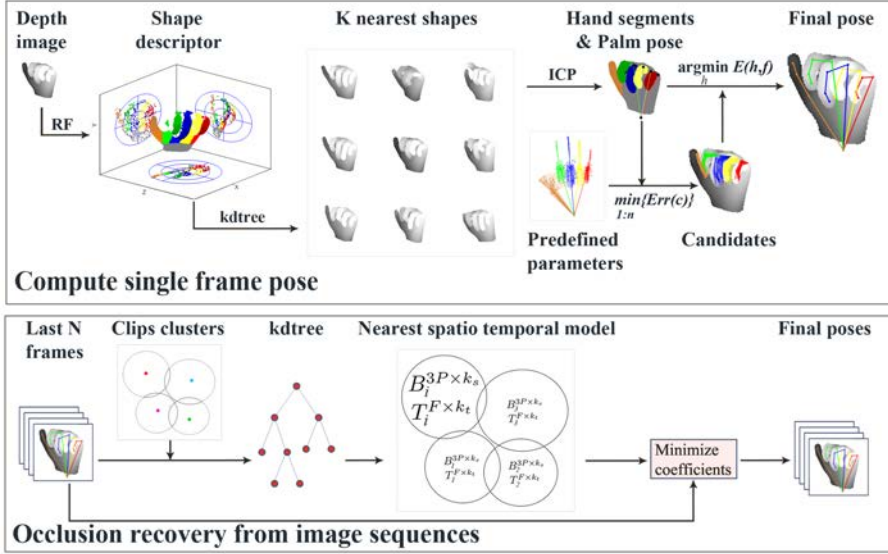 Depth
image
Shape
descriptor
K nearest shapes
Hand segments
& Palm pose
Final pose
RF
Y
Z
X
kdtree
ICP
argmin E(h,f)
h
min{Err(c)}
1:n
Predefined
parameters
Candidates
Compute single frame pose
Last N
frames
Clips clusters
kdtree
Nearest spatio temporal model
Final poses
B_i^{3P×k_s}
T_i^{F×k_t}
Minimize
coefficients
Occlusion recovery from image sequences